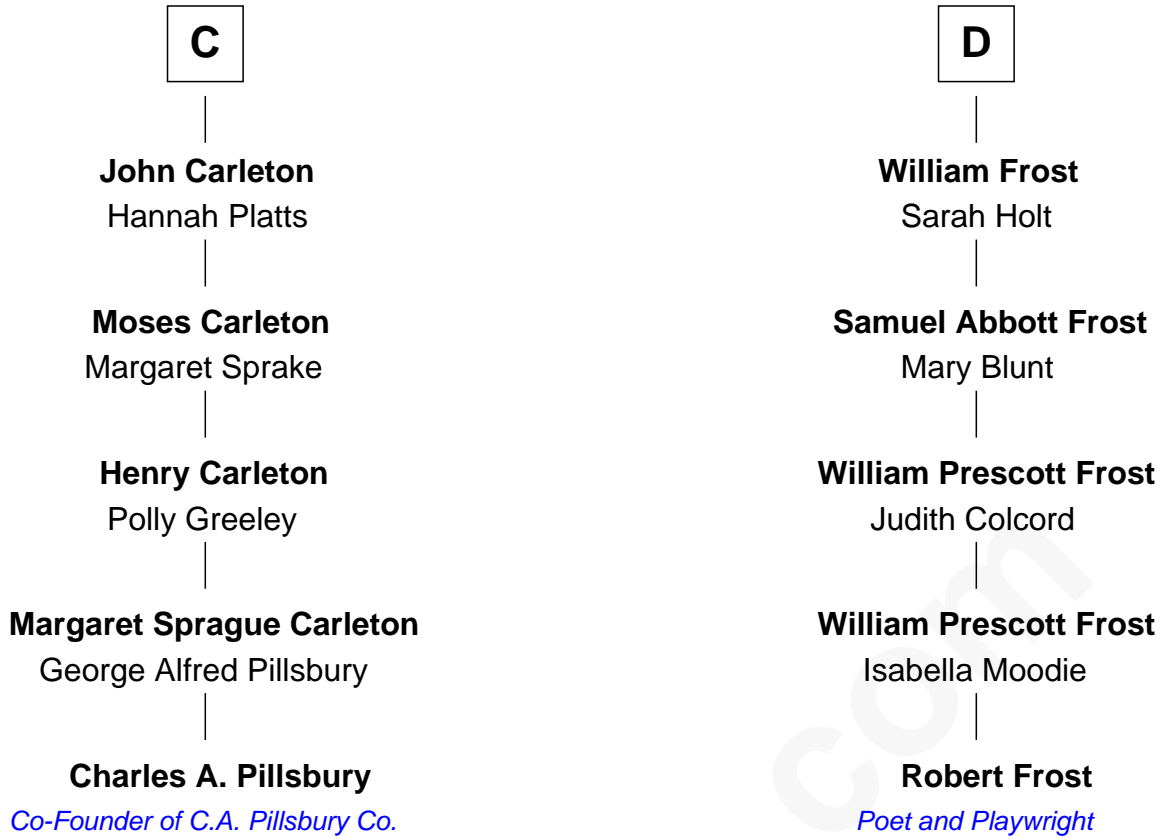 C
John Carleton
Hannah Platts
Moses Carleton
Margaret Sprake
Henry Carleton
Polly Greeley
Margaret Sprague Carleton
George Alfred Pillsbury
Charles A. Pillsbury
Co-Founder of C.A. Pillsbury Co.
D
William Frost
Sarah Holt
Samuel Abbott Frost
Mary Blunt
William Prescott Frost
Judith Colcord
William Prescott Frost
Isabella Moodie
Robert Frost
Poet and Playwright
com